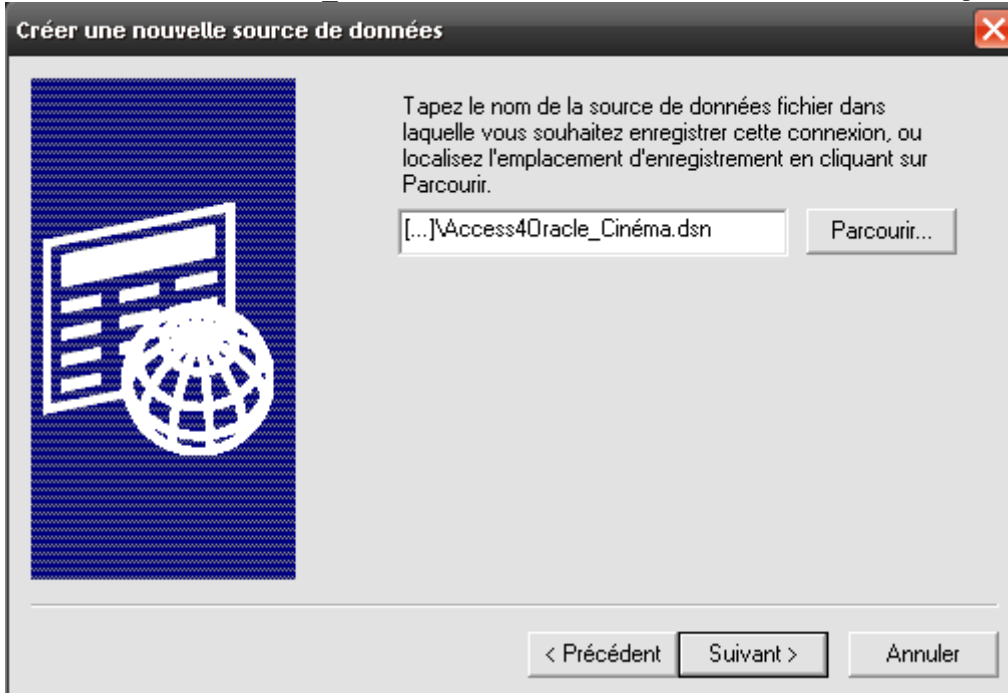 Créer une nouvelle source de données
Tapez le nom de la source de données fichier dans
laquelle vous souhaitez enregistrer cette connexion, ou
localisez l'emplacement d'enregistrement en cliquant sur
Parcourir.
[...]\Access4Oracle_Cinéma.dsn
Parcourir...
< Précédent
Suivant >
Annuler